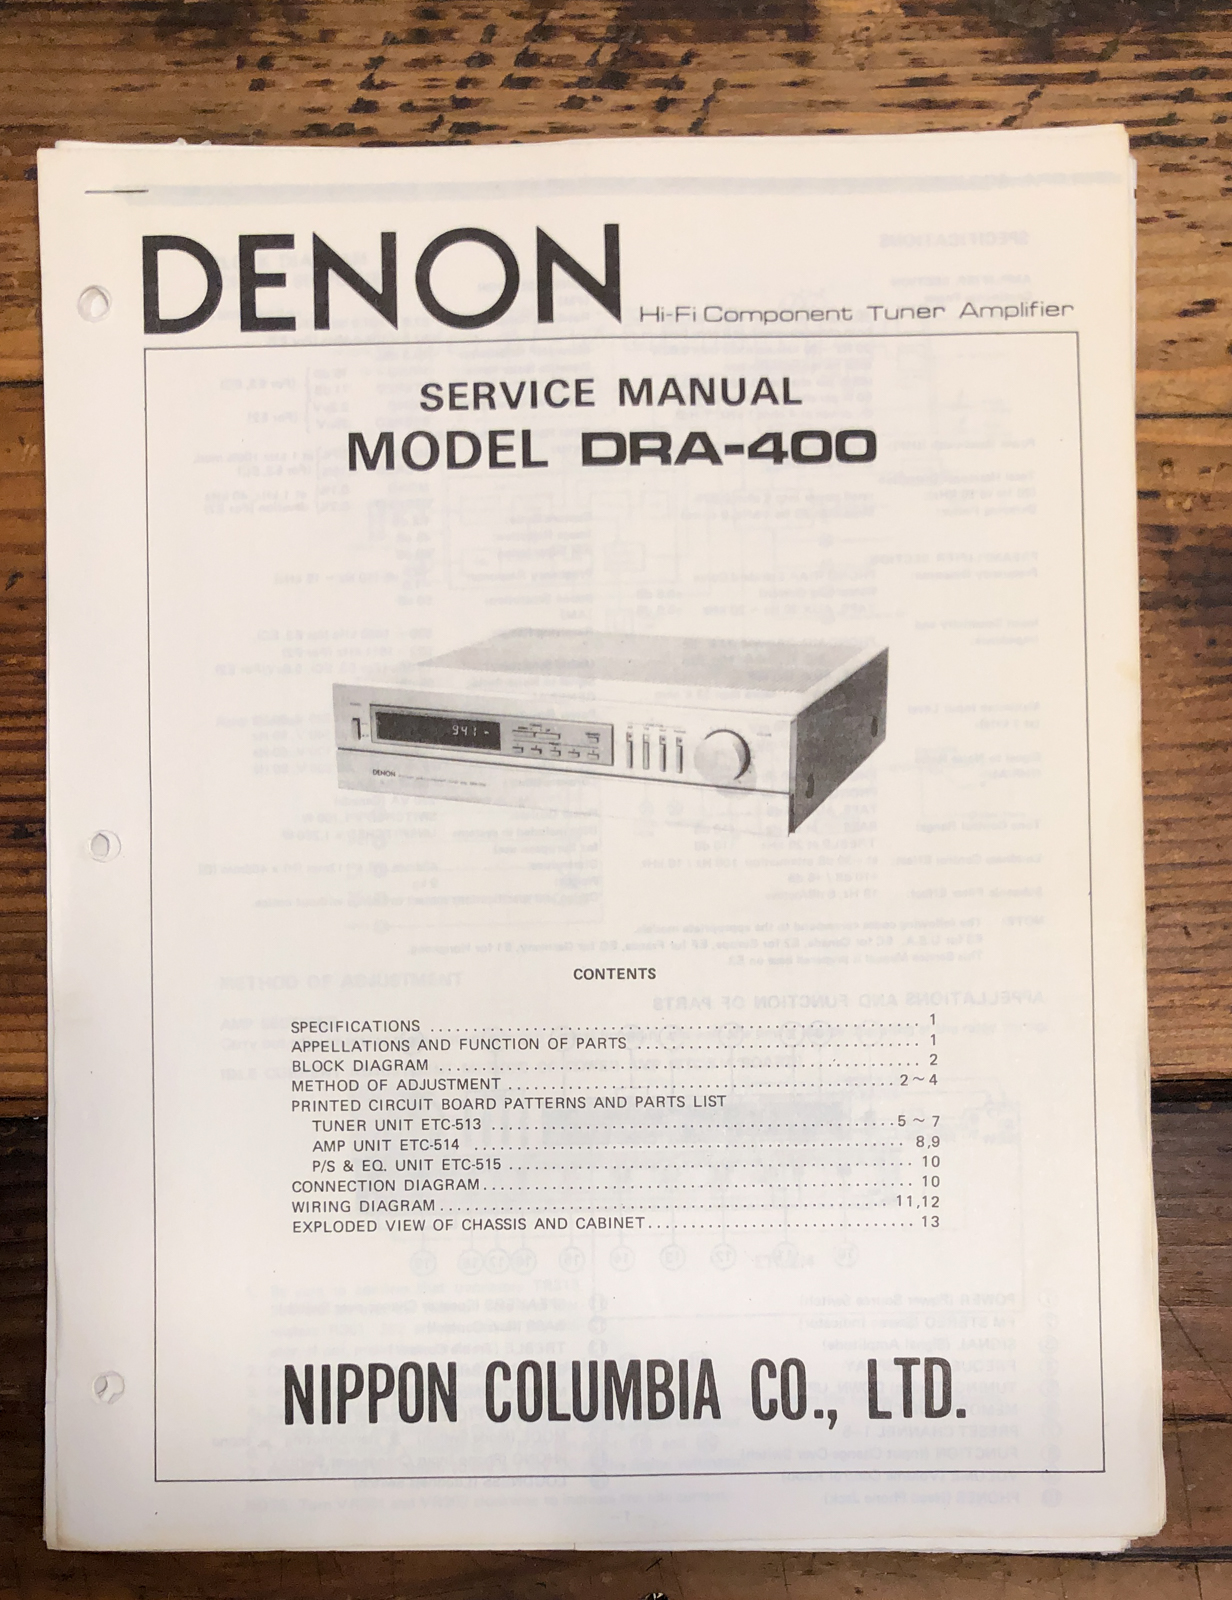 DENON
Hi-Fi Component Tuner Amplifier
SERVICE MANUAL
MODEL DRA-400
941-
DENON
CONTENTS
SPECIFICATIONS ........ 1
APPELLATIONS AND FUNCTION OF PARTS ........ 1
BLOCK DIAGRAM ........ 2
METHOD OF ADJUSTMENT ........ 2 ~ 4
PRINTED CIRCUIT BOARD PATTERNS AND PARTS LIST
TUNER UNIT ETC-513 ........ 5 ~ 7
AMP UNIT ETC-514 ........ 8,9
P/S & EQ. UNIT ETC-515 ........ 10
CONNECTION DIAGRAM ........ 10
WIRING DIAGRAM ........ 11,12
EXPLODED VIEW OF CHASSIS AND CABINET ........ 13
NIPPON COLUMBIA CO., LTD.